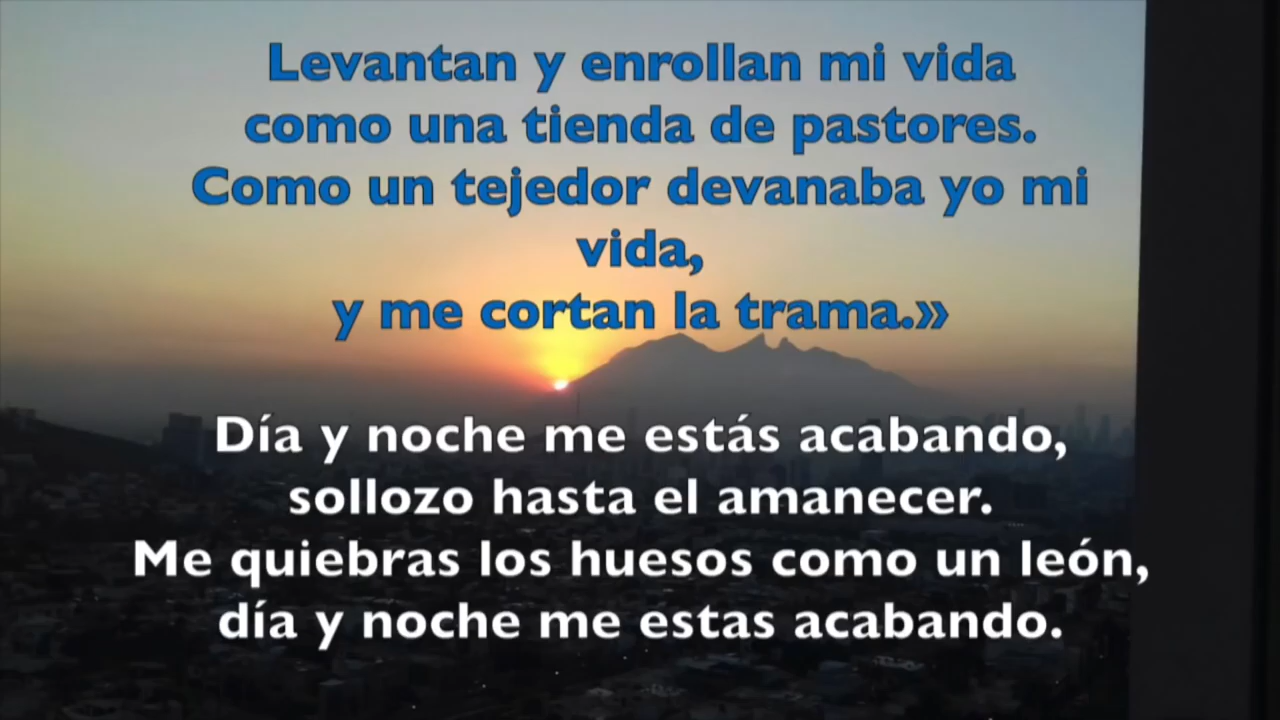 Levantan y enrollan mi vida
como una tienda de pastores.
Como un tejedor devanaba yo mi
vida,
y me cortan la trama.»
Día y noche me estás acabando,
sollozo hasta el amanecer.
Me quiebras los huesos como un león,
día y noche me estas acabando.